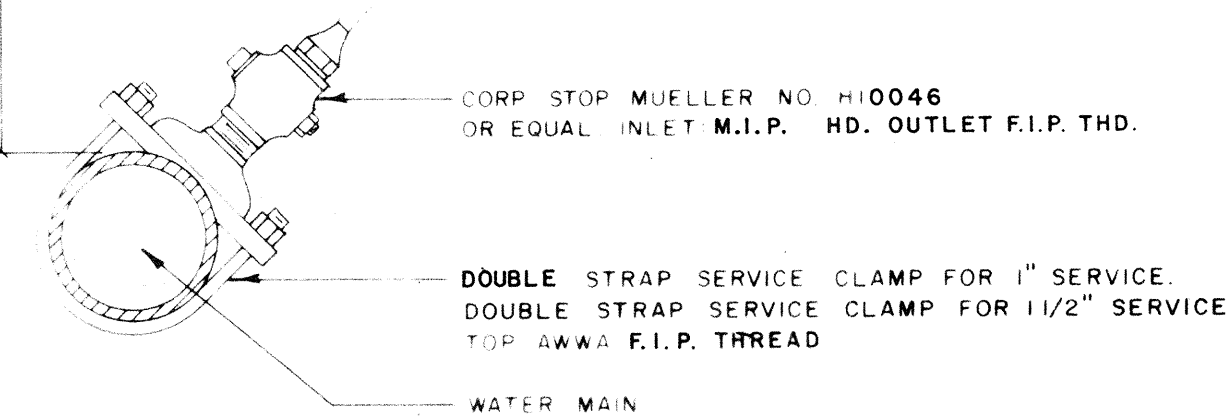 CORP STOP MUELLER NO. H10046
OR EQUAL INLET: M.I.P. HD. OUTLET F.I.P. THD.
DOUBLE STRAP SERVICE CLAMP FOR 1" SERVICE.
DOUBLE STRAP SERVICE CLAMP FOR 1 1/2" SERVICE
TOP AWWA F.I.P. THREAD
WATER MAIN